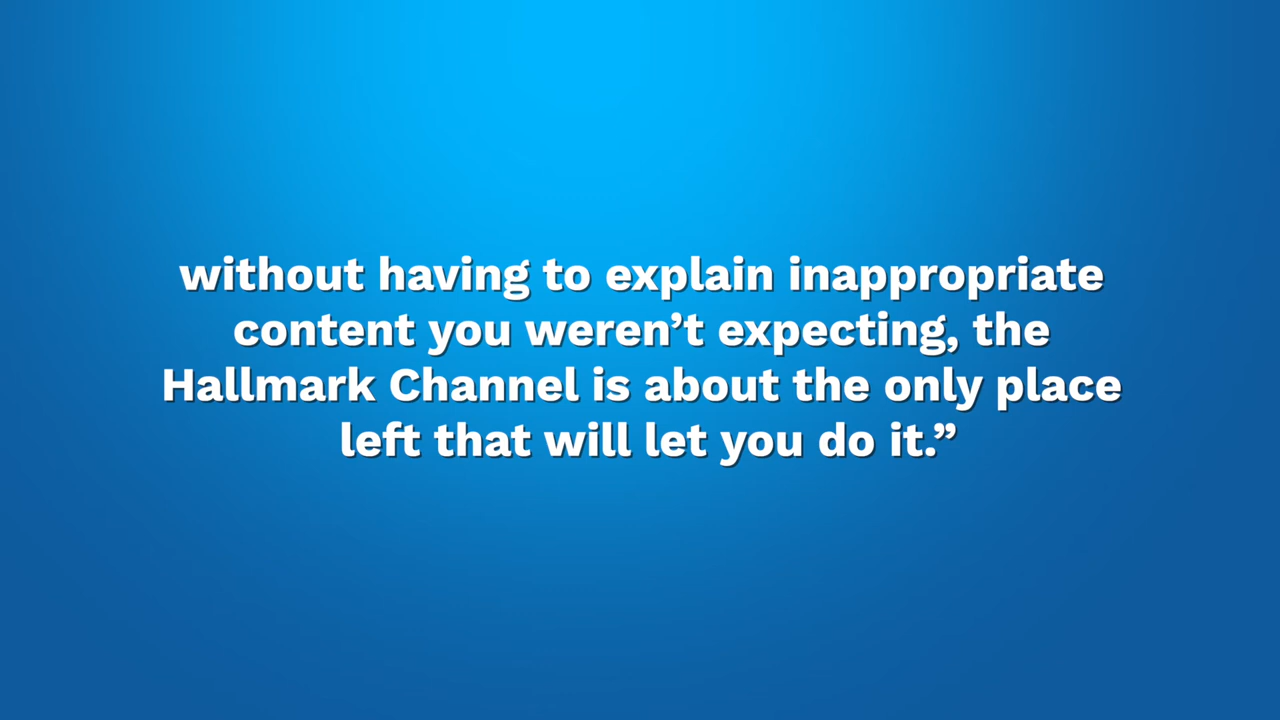 without having to explain inappropriate
content you weren’t expecting, the
Hallmark Channel is about the only place
left that will let you do it.”